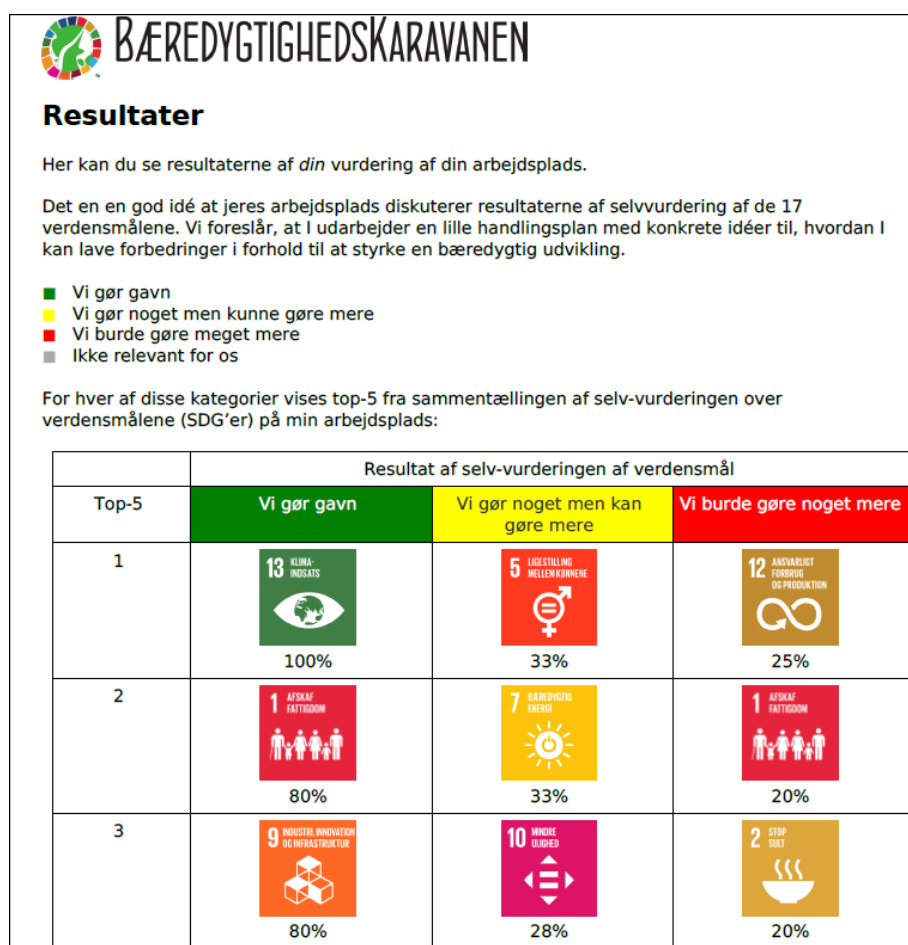 BÆREDYGTIGHEDSKARAVANEN
Resultater
Her kan du se resultaterne af din vurdering af din arbejdsplads.
Det en en god idé at jeres arbejdsplads diskuterer resultaterne af selvvurdering af de 17
verdensmålene. Vi foreslår, at I udarbejder en lille handlingsplan med konkrete idéer til, hvordan I
kan lave forbedringer i forhold til at styrke en bæredygtig udvikling.
Vi gør gavn
Vi gør noget men kunne gøre mere
Vi burde gøre meget mere
Ikke relevant for os
For hver af disse kategorier vises top-5 fra sammentællingen af selv-vurderingen over
verdensmålene (SDG'er) på min arbejdsplads:
Resultat af selv-vurderingen af verdensmål
Top-5
Vi gør gavn
Vi gør noget men kan
gøre mere
Vi burde gøre noget mere
1
13 KLIMA-
INDSATS
100%
5 LIGESTILLING
MELLEM KØNNENE
33%
12 ANSVARLIGT
FORBRUG
OG PRODUKTION
25%
2
1 AFSKAF
FATTIGDOM
80%
7 BÆREDYGTIG
ENERGI
33%
1 AFSKAF
FATTIGDOM
20%
3
9 INDUSTRI, INNOVATION
OG INFRASTRUKTUR
80%
10 MINDRE
ULIGHED
28%
2 STOP
SULT
20%